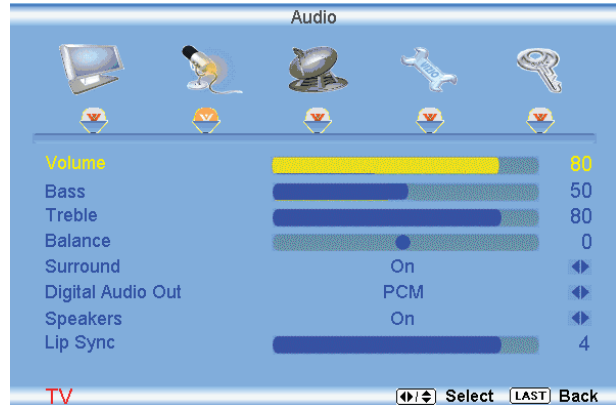 Audio
Volume 80
Bass 50
Treble 80
Balance 0
Surround On
Digital Audio Out PCM
Speakers On
Lip Sync 4
TV Select LAST Back